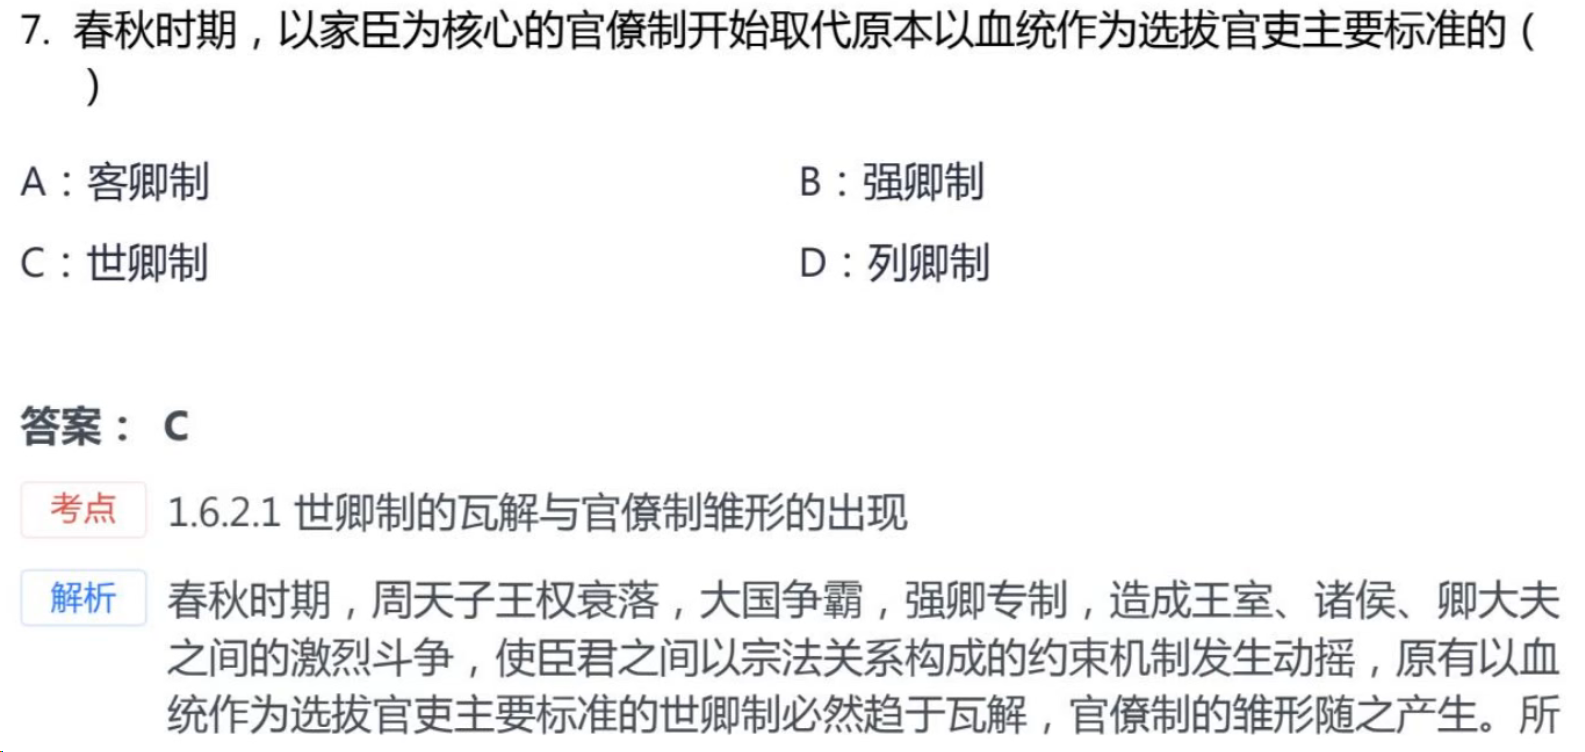 7. 春秋时期，以家臣为核心的官僚制开始取代原本以血统作为选拔官吏主要标准的（
）
A：客卿制
B：强卿制
C：世卿制
D：列卿制
答案： C
考点 1.6.2.1 世卿制的瓦解与官僚制雏形的出现
解析 春秋时期，周天子王权衰落，大国争霸，强卿专制，造成王室、诸侯、卿大夫
之间的激烈斗争，使臣君之间以宗法关系构成的约束机制发生动摇，原有以血
统作为选拔官吏主要标准的世卿制必然趋于瓦解，官僚制的雏形随之产生。所